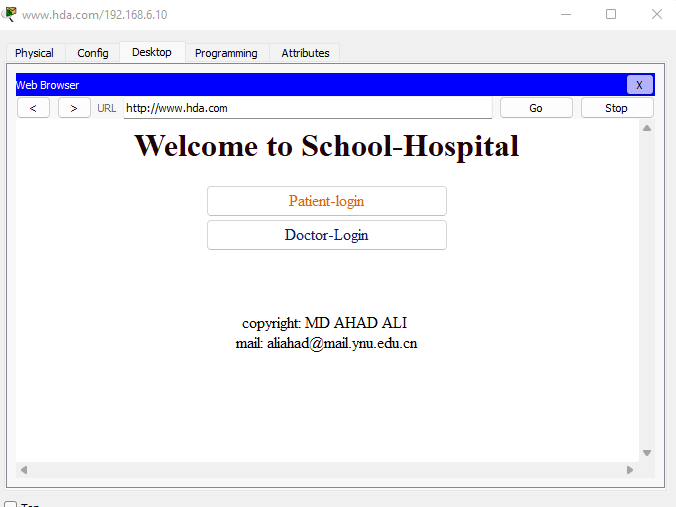 www.hda.com/192.168.6.10
Physical Config Desktop Programming Attributes
Web Browser X
< > URL http://www.hda.com Go Stop
Welcome to School-Hospital
Patient-login
Doctor-Login
copyright: MD AHAD ALI
mail: aliahad@mail.ynu.edu.cn